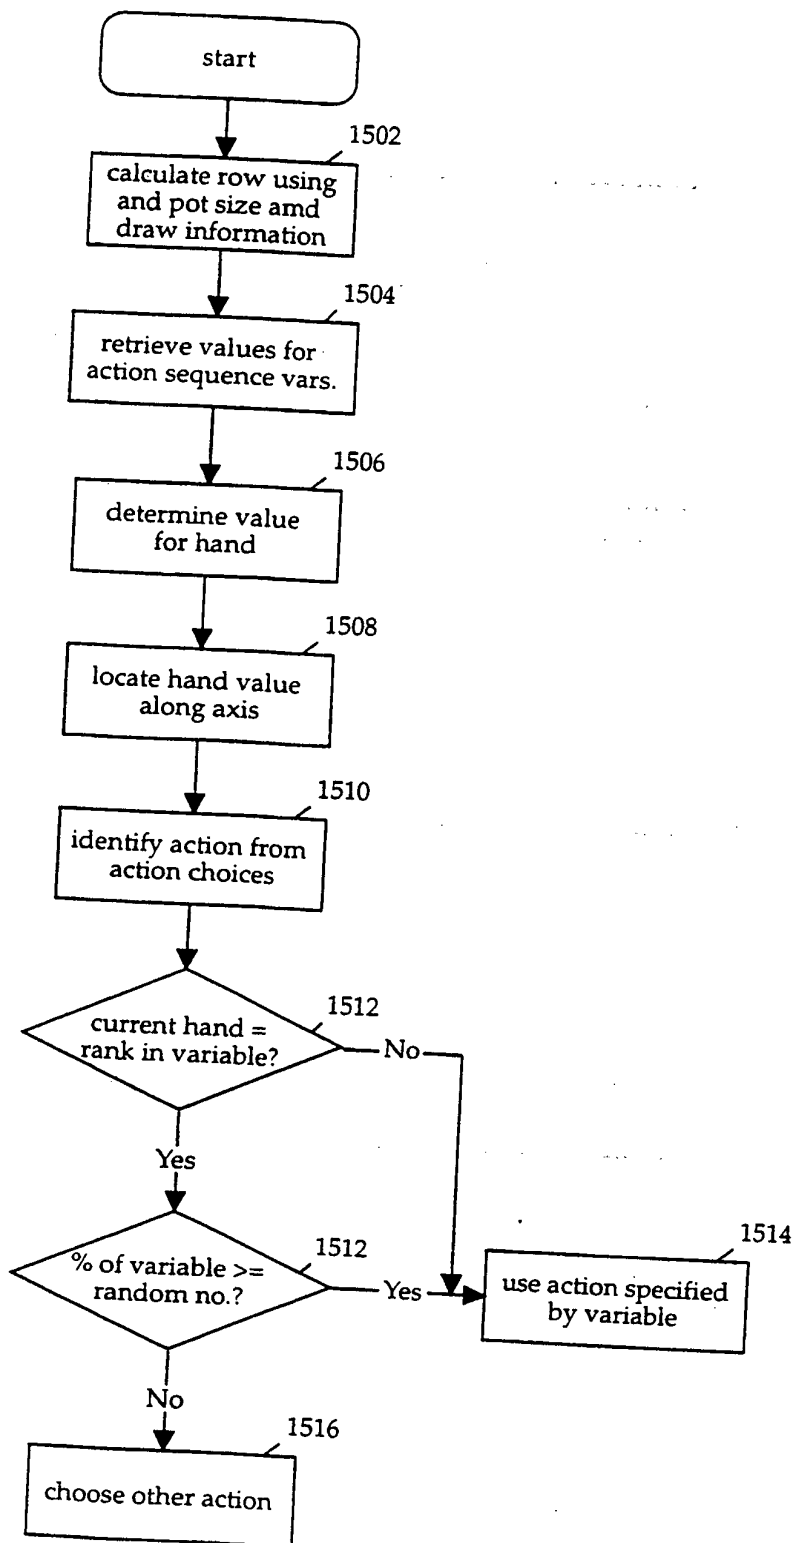 start
1502
calculate row using
and pot size amd
draw information
1504
retrieve values for
action sequence vars.
1506
determine value
for hand
1508
locate hand value
along axis
1510
identify action from
action choices
1512
current hand =
rank in variable?
No
Yes
1512
% of variable >=
random no.?
Yes
1514
use action specified
by variable
No
1516
choose other action